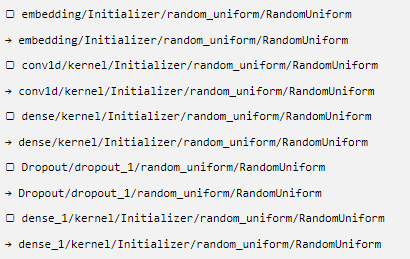 ▢ embedding/Initializer/random_uniform/RandomUniform
→ embedding/Initializer/random_uniform/RandomUniform
▢ conv1d/kernel/Initializer/random_uniform/RandomUniform
→ conv1d/kernel/Initializer/random_uniform/RandomUniform
▢ dense/kernel/Initializer/random_uniform/RandomUniform
→ dense/kernel/Initializer/random_uniform/RandomUniform
▢ Dropout/dropout_1/random_uniform/RandomUniform
→ Dropout/dropout_1/random_uniform/RandomUniform
▢ dense_1/kernel/Initializer/random_uniform/RandomUniform
→ dense_1/kernel/Initializer/random_uniform/RandomUniform